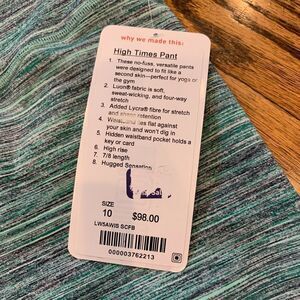 why we made this:
High Times Pant
1. These no-fuss, versatile pants
were designed to fit like a
second skin—perfect for yoga or
the gym
2. Luon® fabric is soft,
sweat-wicking, and four-way
stretch
3. Added Lycra® fibre for stretch
and shape retention
4. Waistband lies flat against
your skin and won't dig in
5. Hidden waistband pocket holds a
key or card
6. High rise
7. 7/8 length
8. Hugged Sensation
SIZE
10 $98.00
LW5AWIS SCFB
000003762213